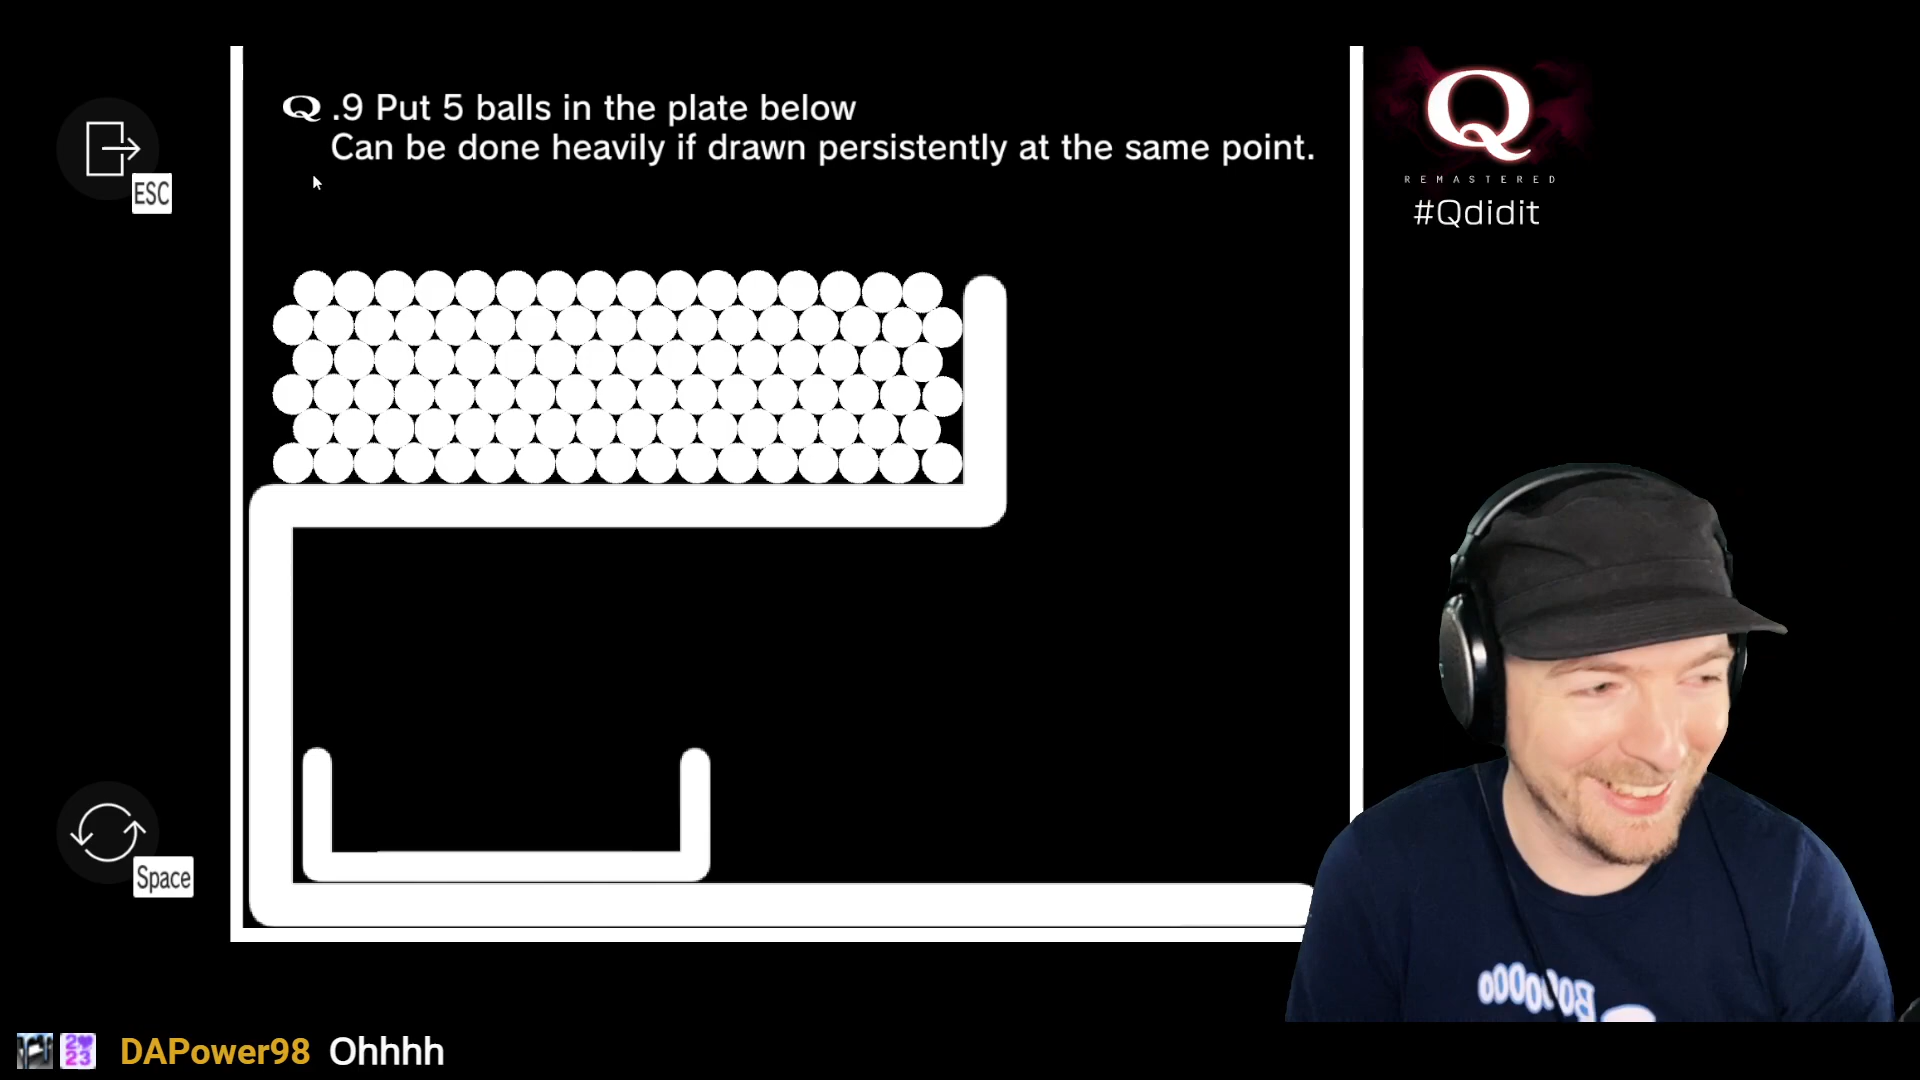 Q.9 Put 5 balls in the plate below
Can be done heavily if drawn persistently at the same point.
ESC
Q
REMASTERED
#Qdidit
Space
DAPower98 Ohhhh